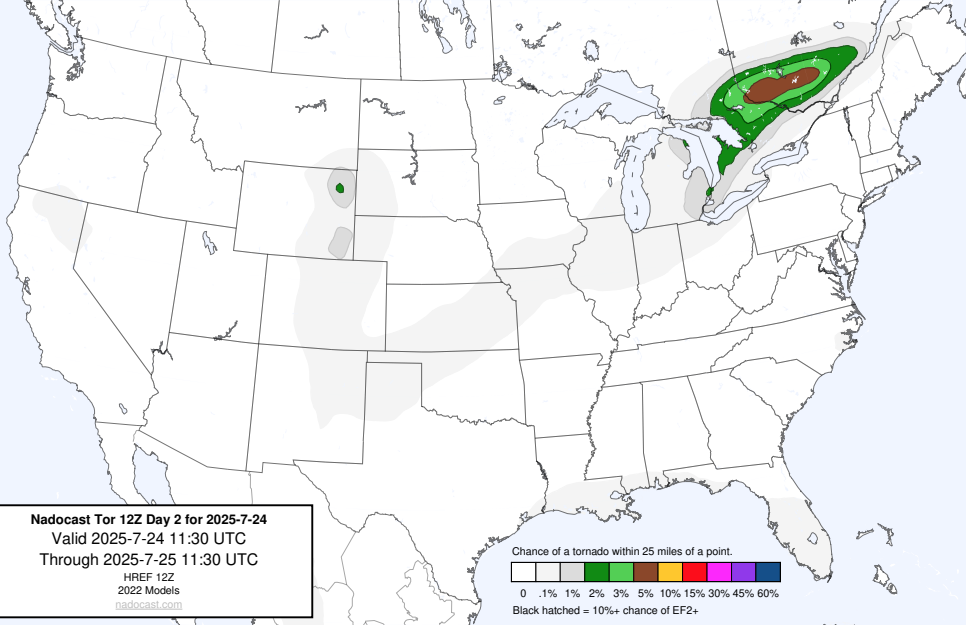 Nadocast Tor 12Z Day 2 for 2025-7-24
Valid 2025-7-24 11:30 UTC
Through 2025-7-25 11:30 UTC
HREF 12Z
2022 Models
nadocast.com
Chance of a tornado within 25 miles of a point.
0 .1% 1% 2% 3% 5% 10% 15% 30% 45% 60%
Black hatched = 10%+ chance of EF2+